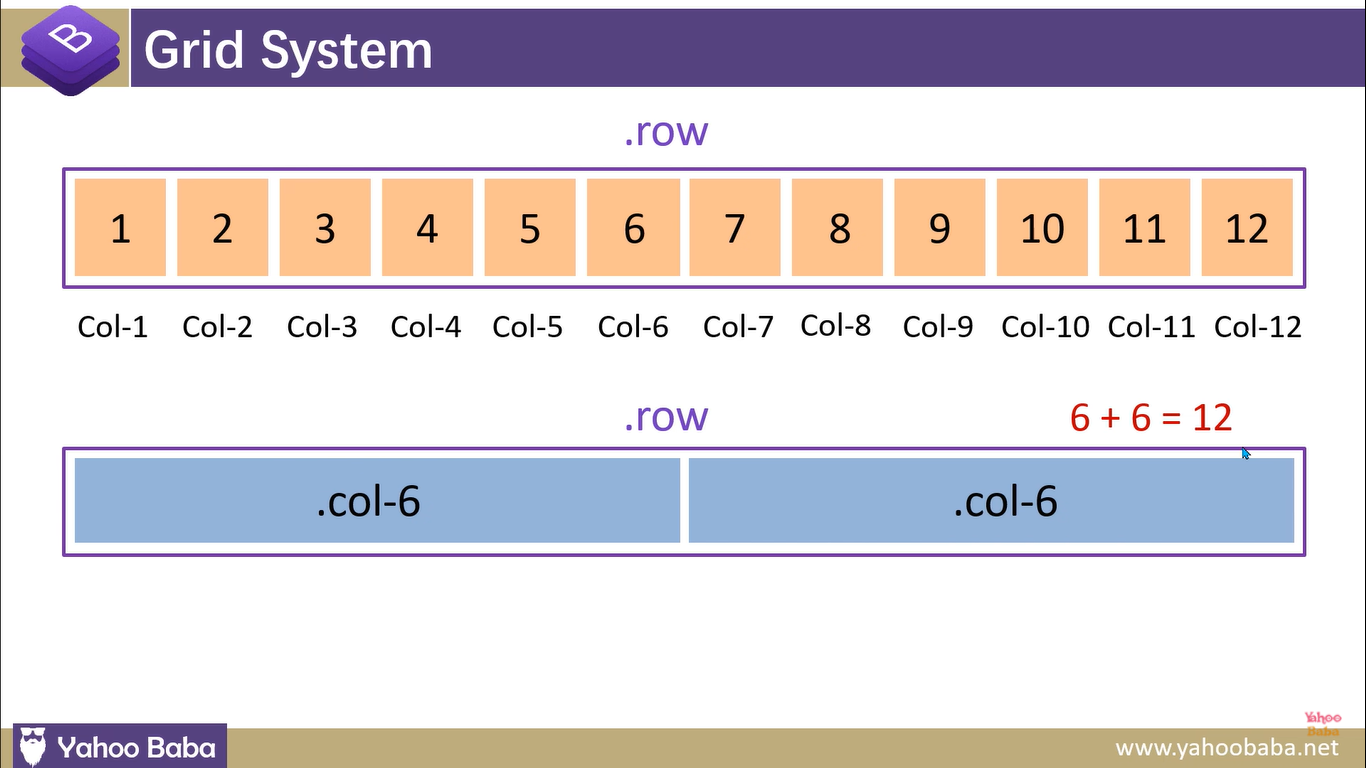 B
Grid System
.row
1 2 3 4 5 6 7 8 9 10 11 12
Col-1 Col-2 Col-3 Col-4 Col-5 Col-6 Col-7 Col-8 Col-9 Col-10 Col-11 Col-12
.row
6 + 6 = 12
.col-6 .col-6
Yahoo
Baba
Yahoo Baba
www.yahoobaba.net